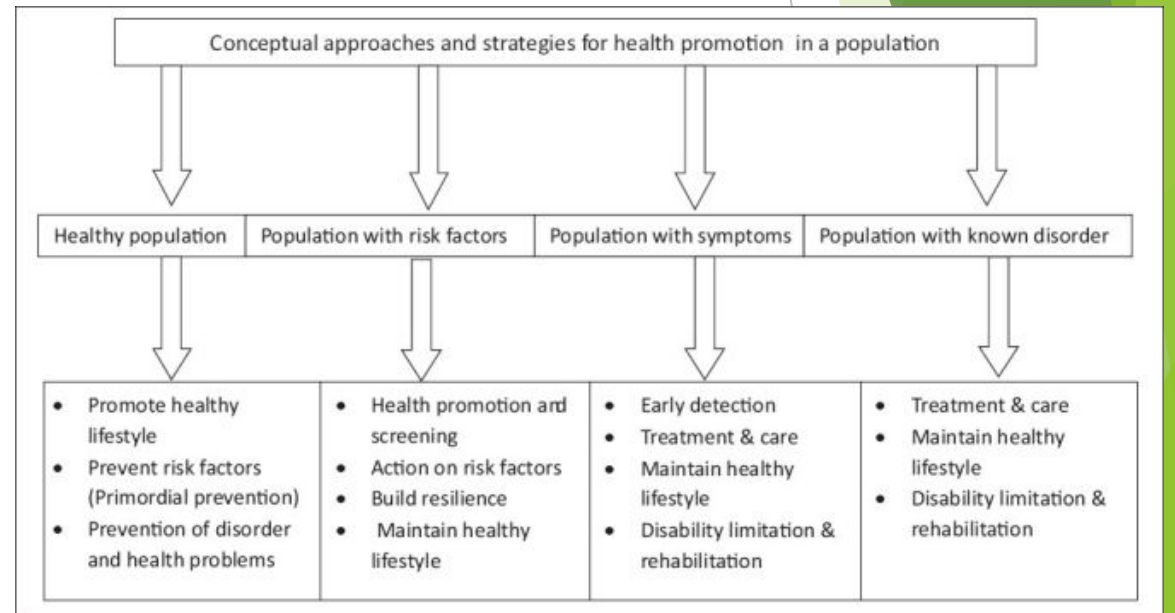 Conceptual approaches and strategies for health promotion in a population
Healthy population
Population with risk factors
Population with symptoms
Population with known disorder
• Promote healthy
lifestyle
• Prevent risk factors
(Primordial prevention)
• Prevention of disorder
and health problems
• Health promotion and
screening
• Action on risk factors
• Build resilience
• Maintain healthy
lifestyle
• Early detection
• Treatment & care
• Maintain healthy
lifestyle
• Disability limitation &
rehabilitation
• Treatment & care
• Maintain healthy
lifestyle
• Disability limitation &
rehabilitation